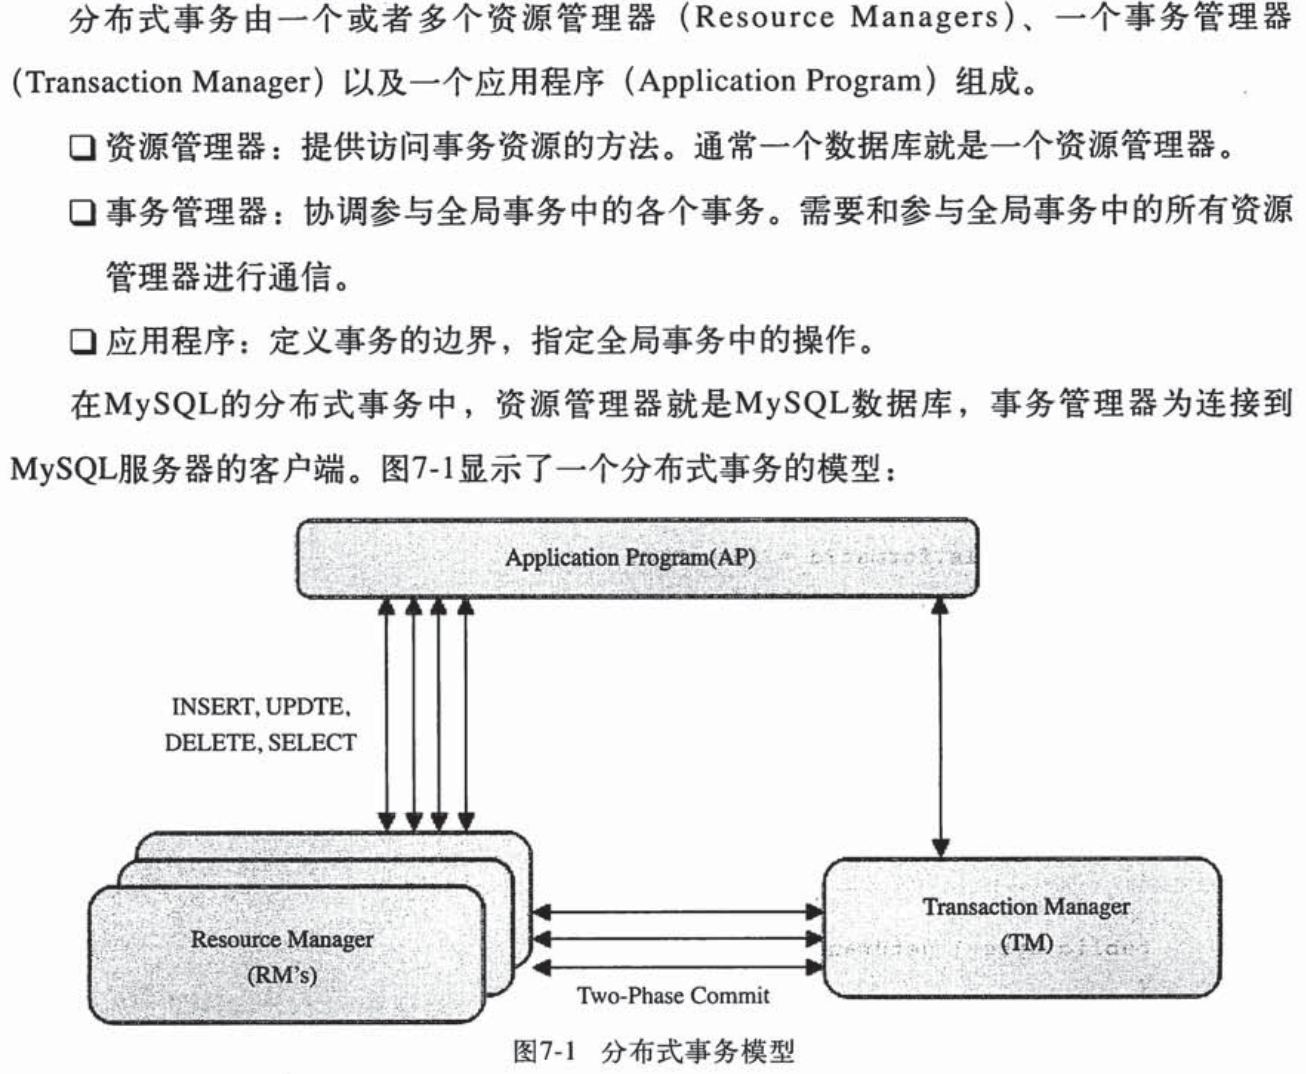 分布式事务由一个或者多个资源管理器（Resource Managers）、一个事务管理器
（Transaction Manager）以及一个应用程序（Application Program）组成。
❑ 资源管理器：提供访问事务资源的方法。通常一个数据库就是一个资源管理器。
❑ 事务管理器：协调参与全局事务中的各个事务。需要和参与全局事务中的所有资源
管理器进行通信。
❑ 应用程序：定义事务的边界，指定全局事务中的操作。
在MySQL的分布式事务中，资源管理器就是MySQL数据库，事务管理器为连接到
MySQL服务器的客户端。图7-1显示了一个分布式事务的模型：
Application Program(AP)
INSERT, UPDTE,
DELETE, SELECT
Resource Manager
(RM's)
Transaction Manager
(TM)
Two-Phase Commit
图7-1 分布式事务模型